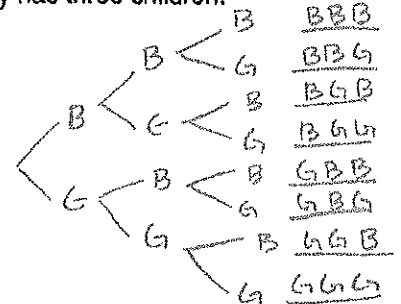 y has three children.
B BBB
B
G BBG
B
B BGB
G
G BGG
B GBB
B
G GBG
G
B GGB
G
G GGG